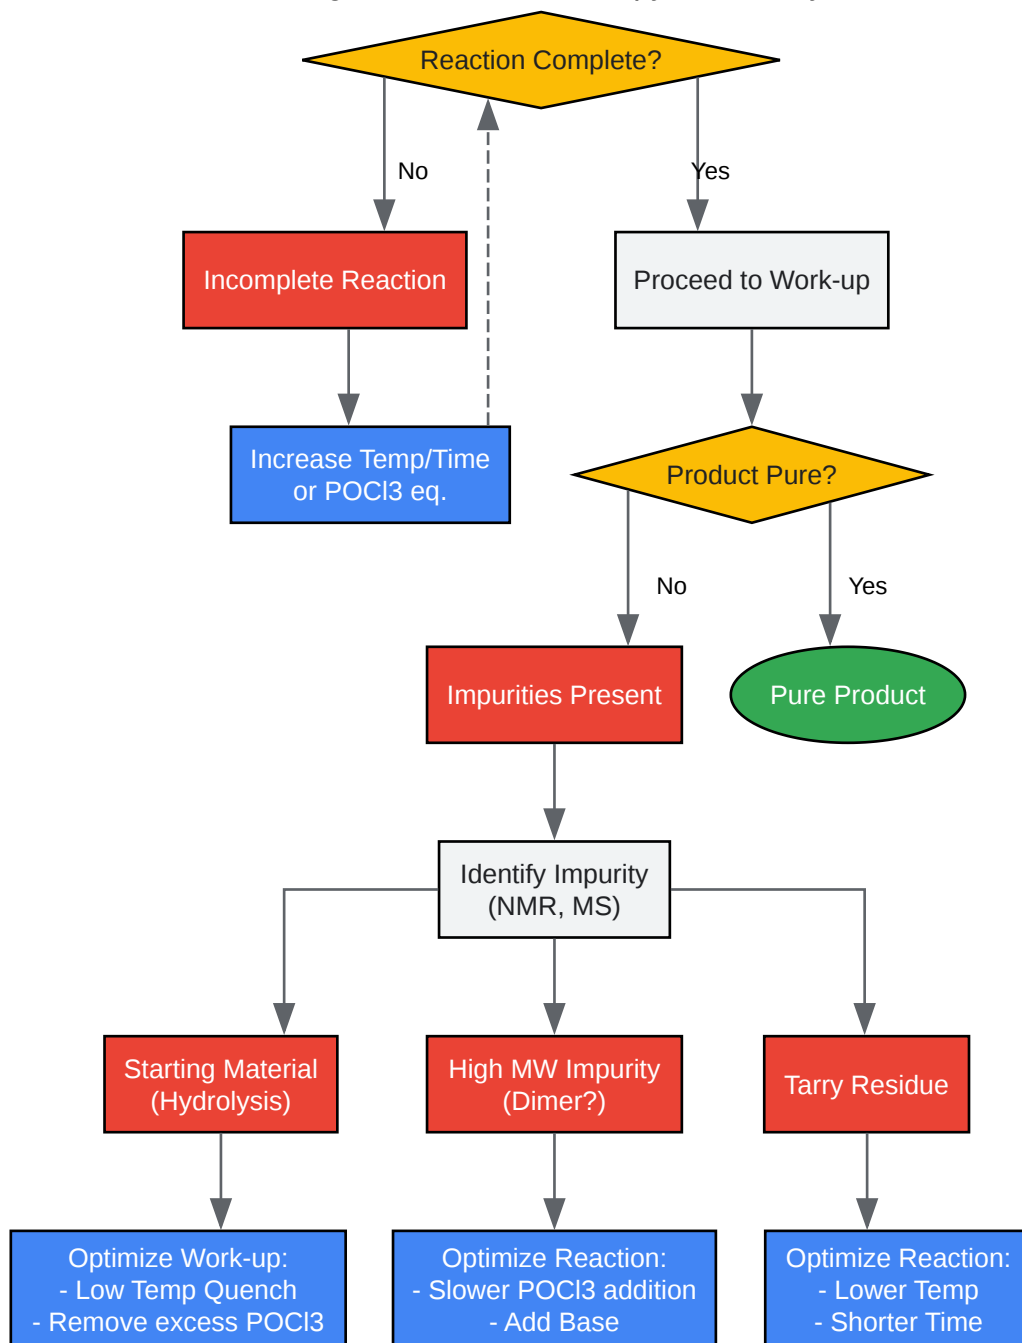 Reaction Complete?
No
Yes
Incomplete Reaction
Proceed to Work-up
Increase Temp/Time
or POCl3 eq.
Product Pure?
No
Yes
Impurities Present
Pure Product
Identify Impurity
(NMR, MS)
Starting Material
(Hydrolysis)
High MW Impurity
(Dimer?)
Tarry Residue
Optimize Work-up:
- Low Temp Quench
- Remove excess POCl3
Optimize Reaction:
- Slower POCl3 addition
- Add Base
Optimize Reaction:
- Lower Temp
- Shorter Time